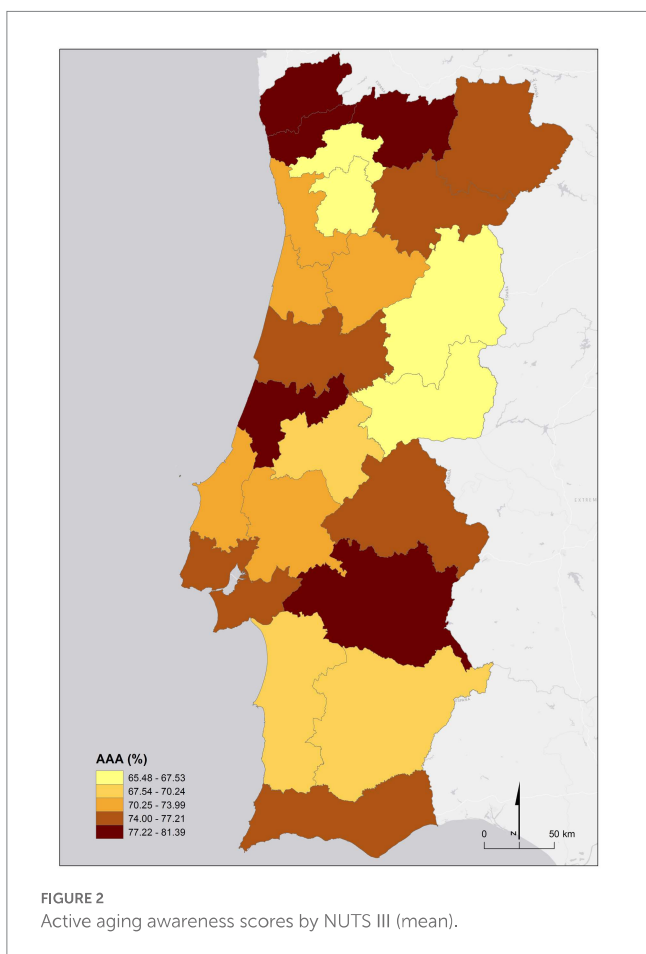 AAA (%)
65.48 - 67.53
67.54 - 70.24
70.25 - 73.99
74.00 - 77.21
77.22 - 81.39
N
0 50 km
FIGURE 2
Active aging awareness scores by NUTS III (mean).